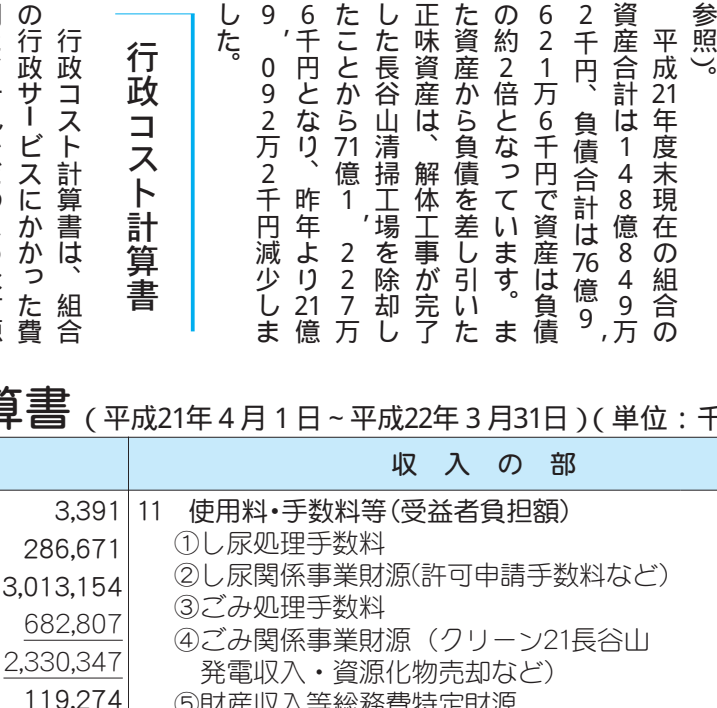 参照)。
平成21年度末現在の組合の
資産合計は148億849万
2千円、負債合計は76億9,
621万6千円で資産は負債
の約2倍となっています。ま
た資産から負債を差し引いた
正味資産は、解体工事が完了
した長谷山清掃工場を除却し
たことから71億1,227万
6千円となり、昨年より21億
9,092万2千円減少しま
した。
行政コスト計算書
行政コスト計算書は、組合
の行政サービスにかかった費
算書(平成21年4月1日~平成22年3月31日)(単位:千
収入の部
3,391
286,671
3,013,154
682,807
2,330,347
119,274
11 使用料・手数料等(受益者負担額)
①し尿処理手数料
②し尿関係事業財源(許可申請手数料など)
③ごみ処理手数料
④ごみ関係事業財源(クリーン21長谷山
発電収入・資源化物売却など)
⑤財産収入等総務費特定財源